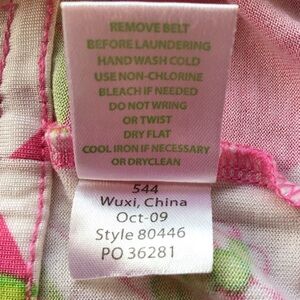 REMOVE BELT
BEFORE LAUNDERING
HAND WASH COLD
USE NON-CHLORINE
BLEACH IF NEEDED
DO NOT WRING
OR TWIST
DRY FLAT
COOL IRON IF NECESSARY
OR DRYCLEAN
544
Wuxi, China
Oct-09
Style 80446
PO 36281